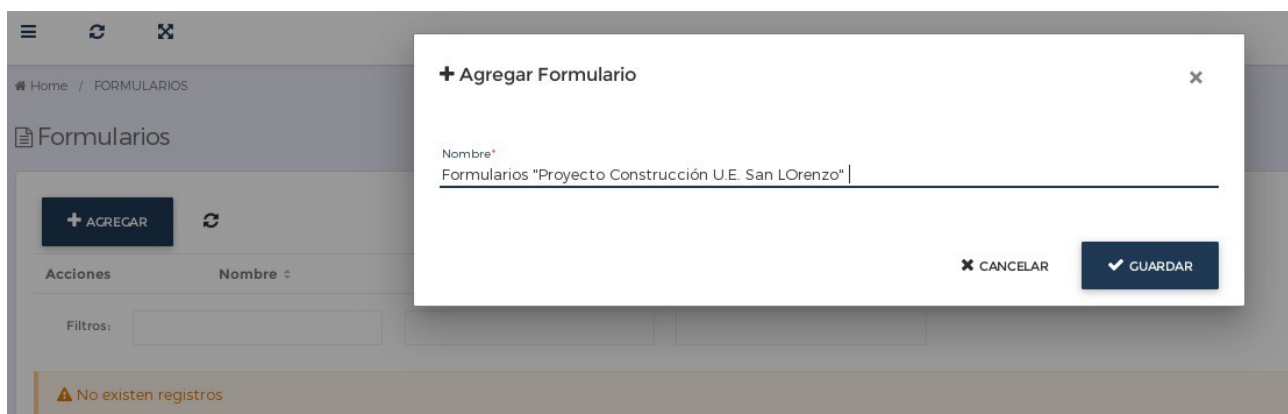 Home / FORMULARIOS
Formularios
+ AGREGAR
Acciones Nombre
Filtros:
No existen registros
+ Agregar Formulario
Nombre*
Formularios "Proyecto Construcción U.E. San LOrenzo"
CANCELAR GUARDAR